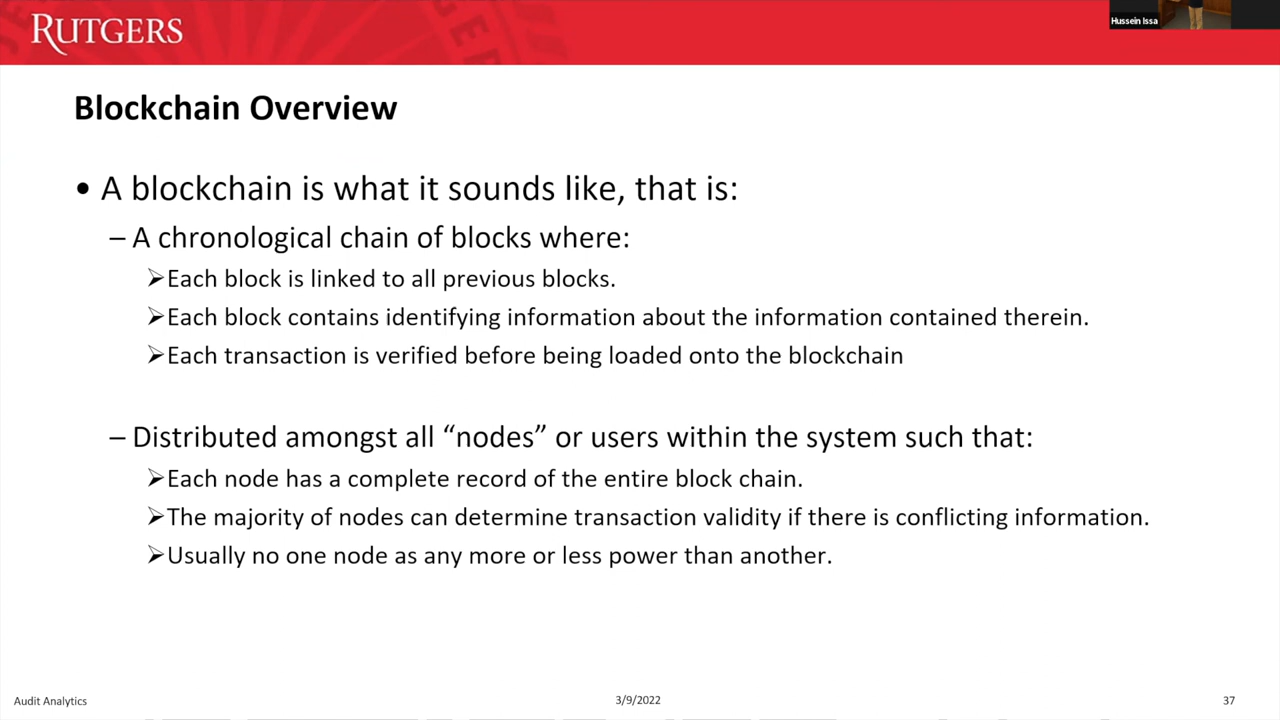 RUTGERS
Hussein Issa
Blockchain Overview
• A blockchain is what it sounds like, that is:
– A chronological chain of blocks where:
➢Each block is linked to all previous blocks.
➢Each block contains identifying information about the information contained therein.
➢Each transaction is verified before being loaded onto the blockchain
– Distributed amongst all “nodes” or users within the system such that:
➢Each node has a complete record of the entire block chain.
➢The majority of nodes can determine transaction validity if there is conflicting information.
➢Usually no one node as any more or less power than another.
Audit Analytics
3/9/2022
37